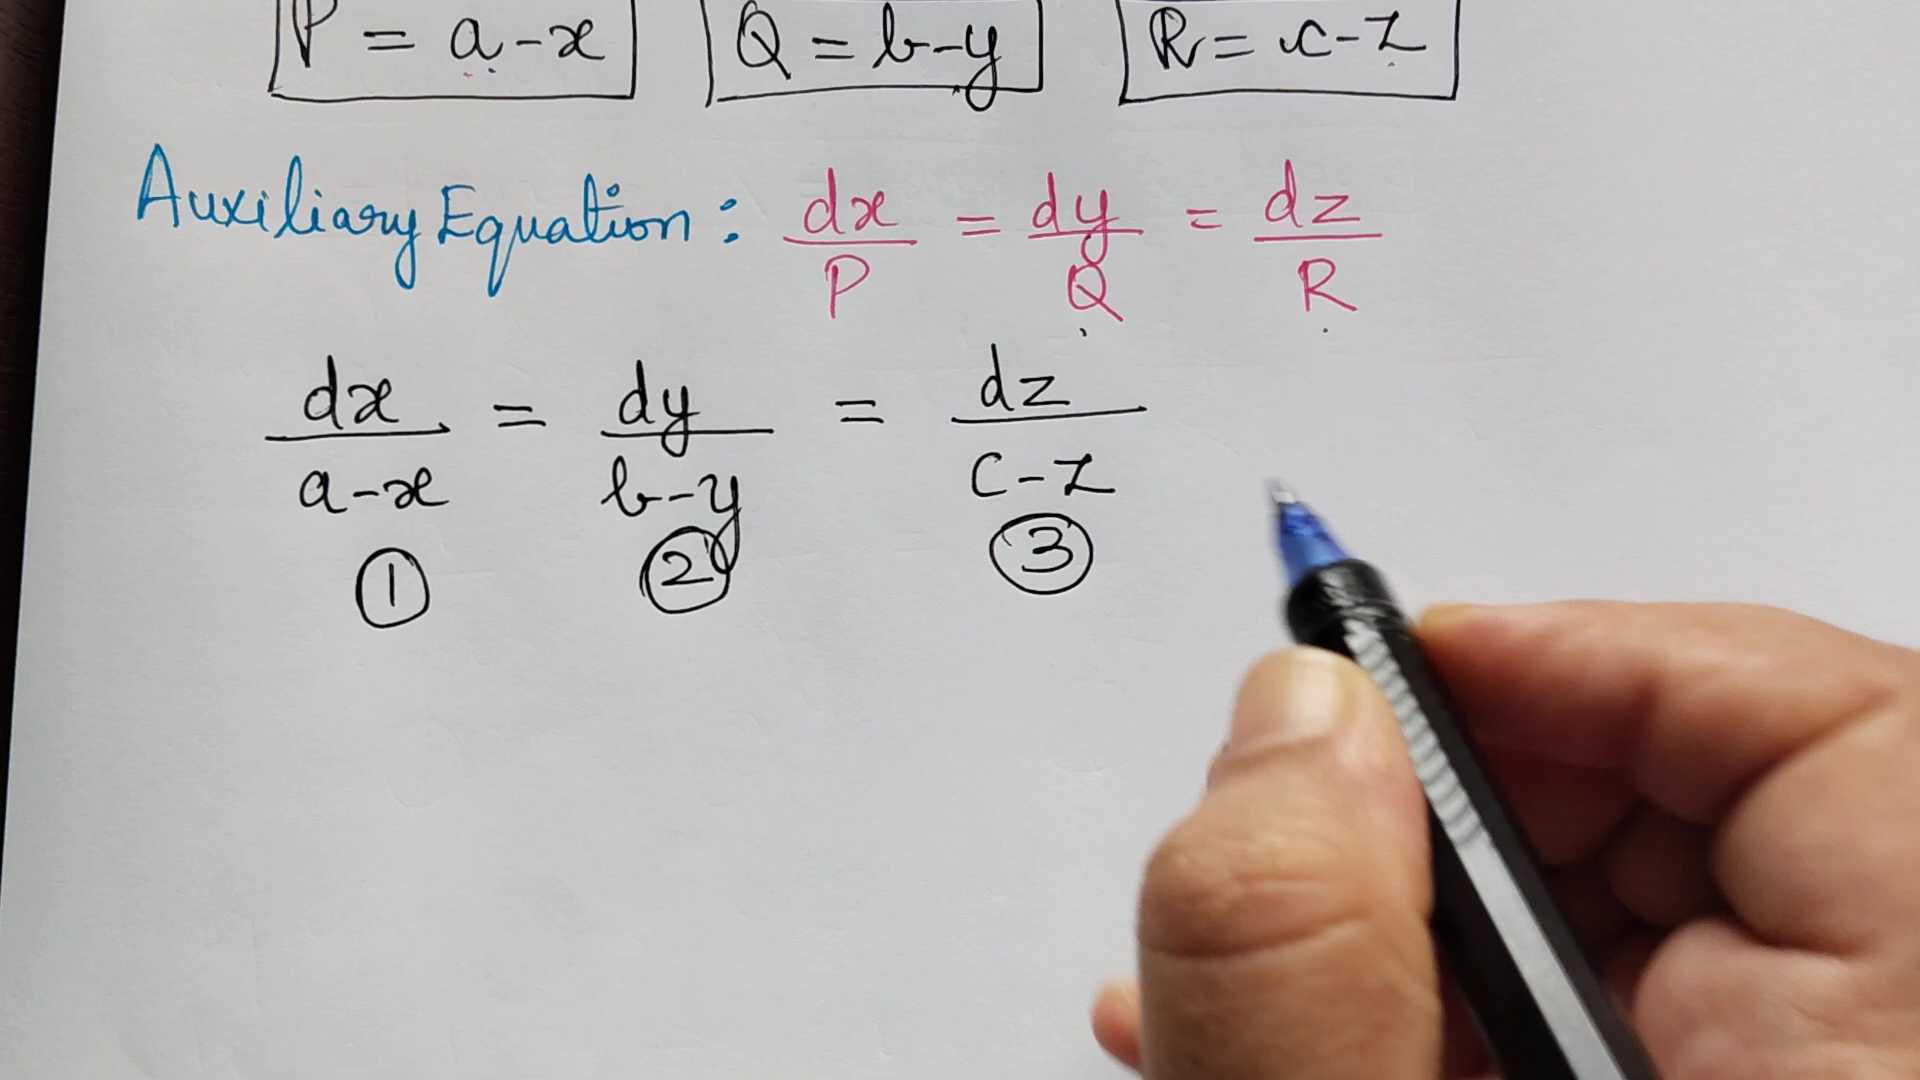 P = a-x Q = b-y R = c-z
Auxiliary Equation : dx/P = dy/Q = dz/R
dx/a-x = dy/b-y = dz/c-z
① ② ③